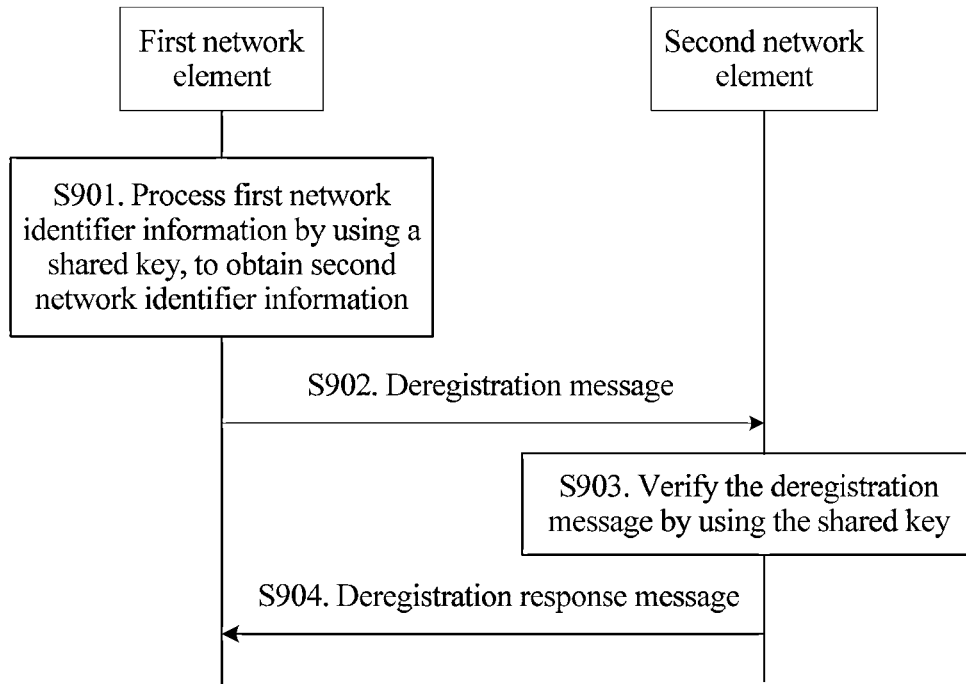 First network
element
Second network
element
S901. Process first network
identifier information by using a
shared key, to obtain second
network identifier information
S902. Deregistration message
S903. Verify the deregistration
message by using the shared key
S904. Deregistration response message